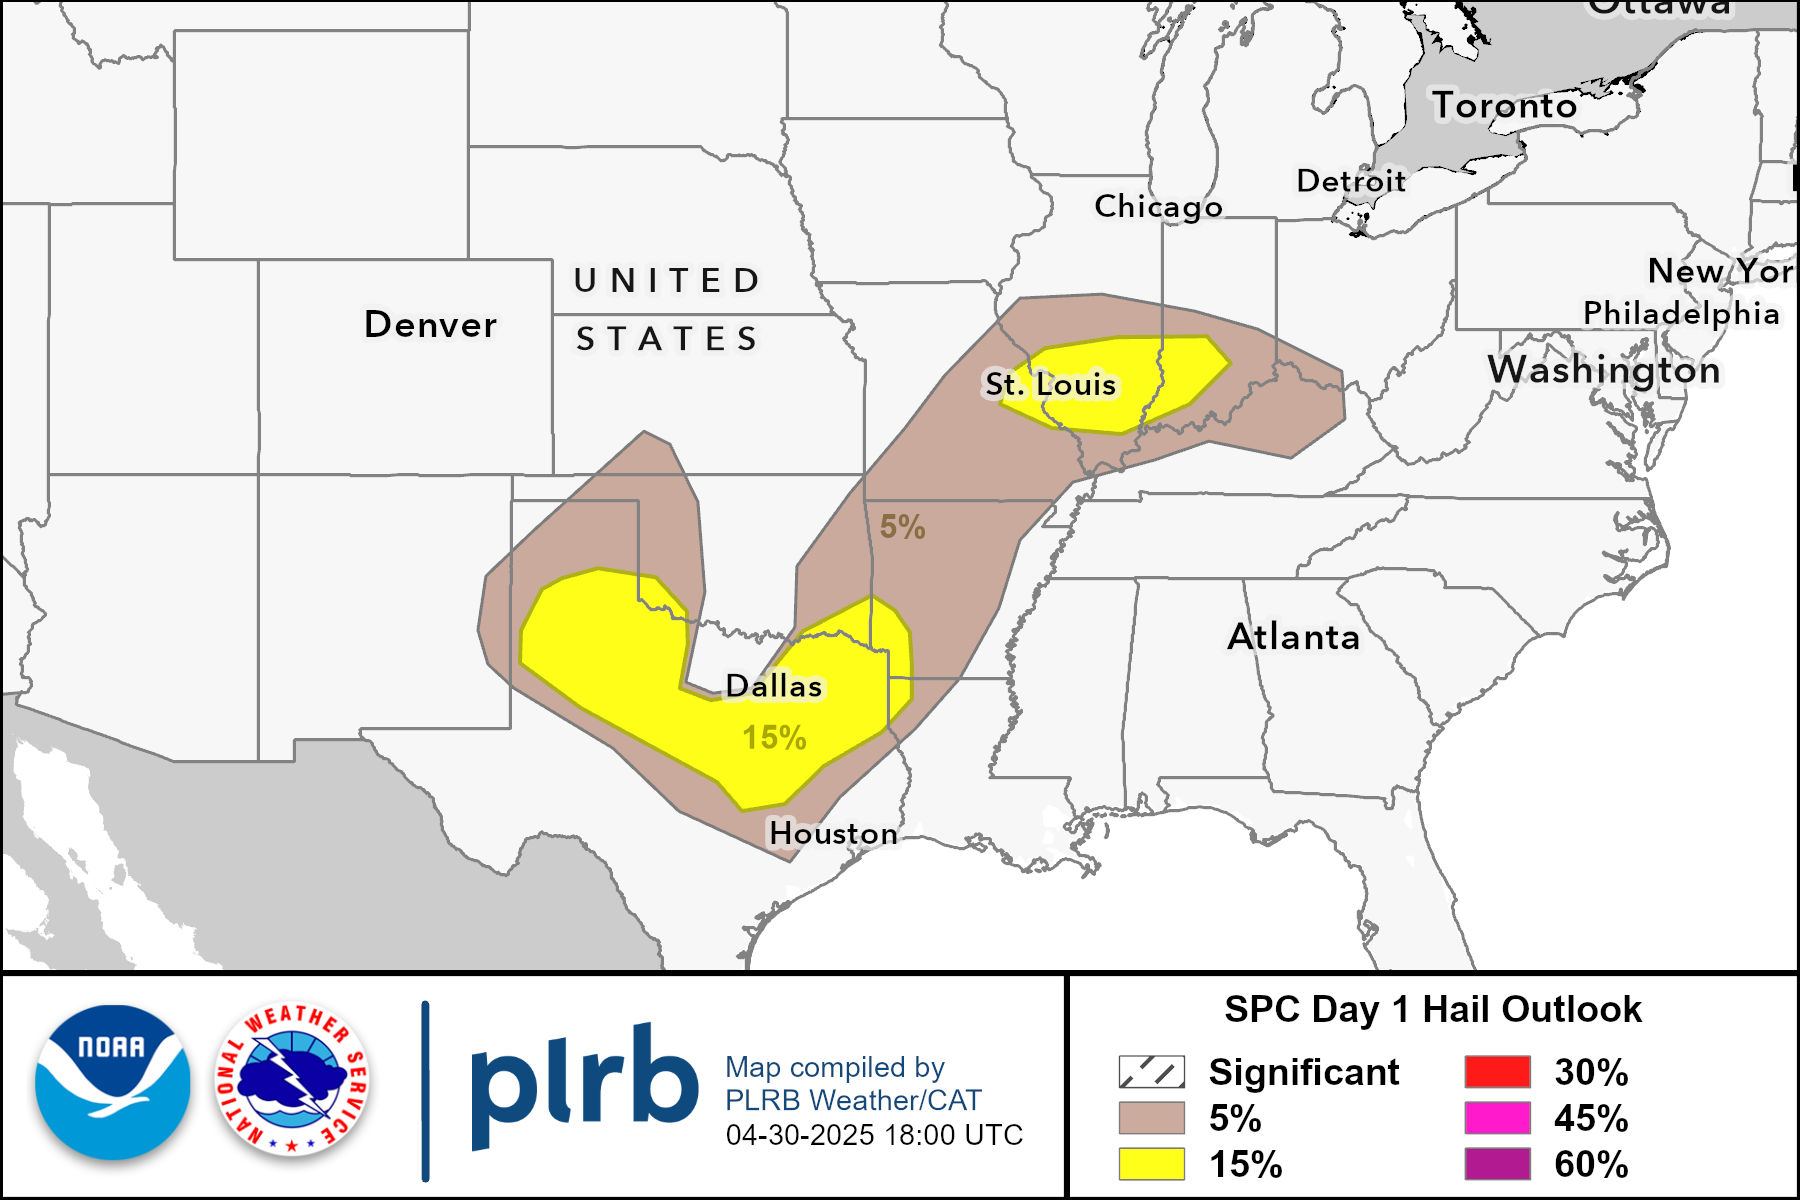 Ottawa
Toronto
Detroit
Chicago
New Yor
UNITED
Philadelphia
Denver
STATES
Washington
St. Louis
5%
Atlanta
Dallas
15%
Houston
NOAA
NATIONAL WEATHER SERVICE
plrb
Map compiled by
PLRB Weather/CAT
04-30-2025 18:00 UTC
SPC Day 1 Hail Outlook
Significant
5%
15%
30%
45%
60%